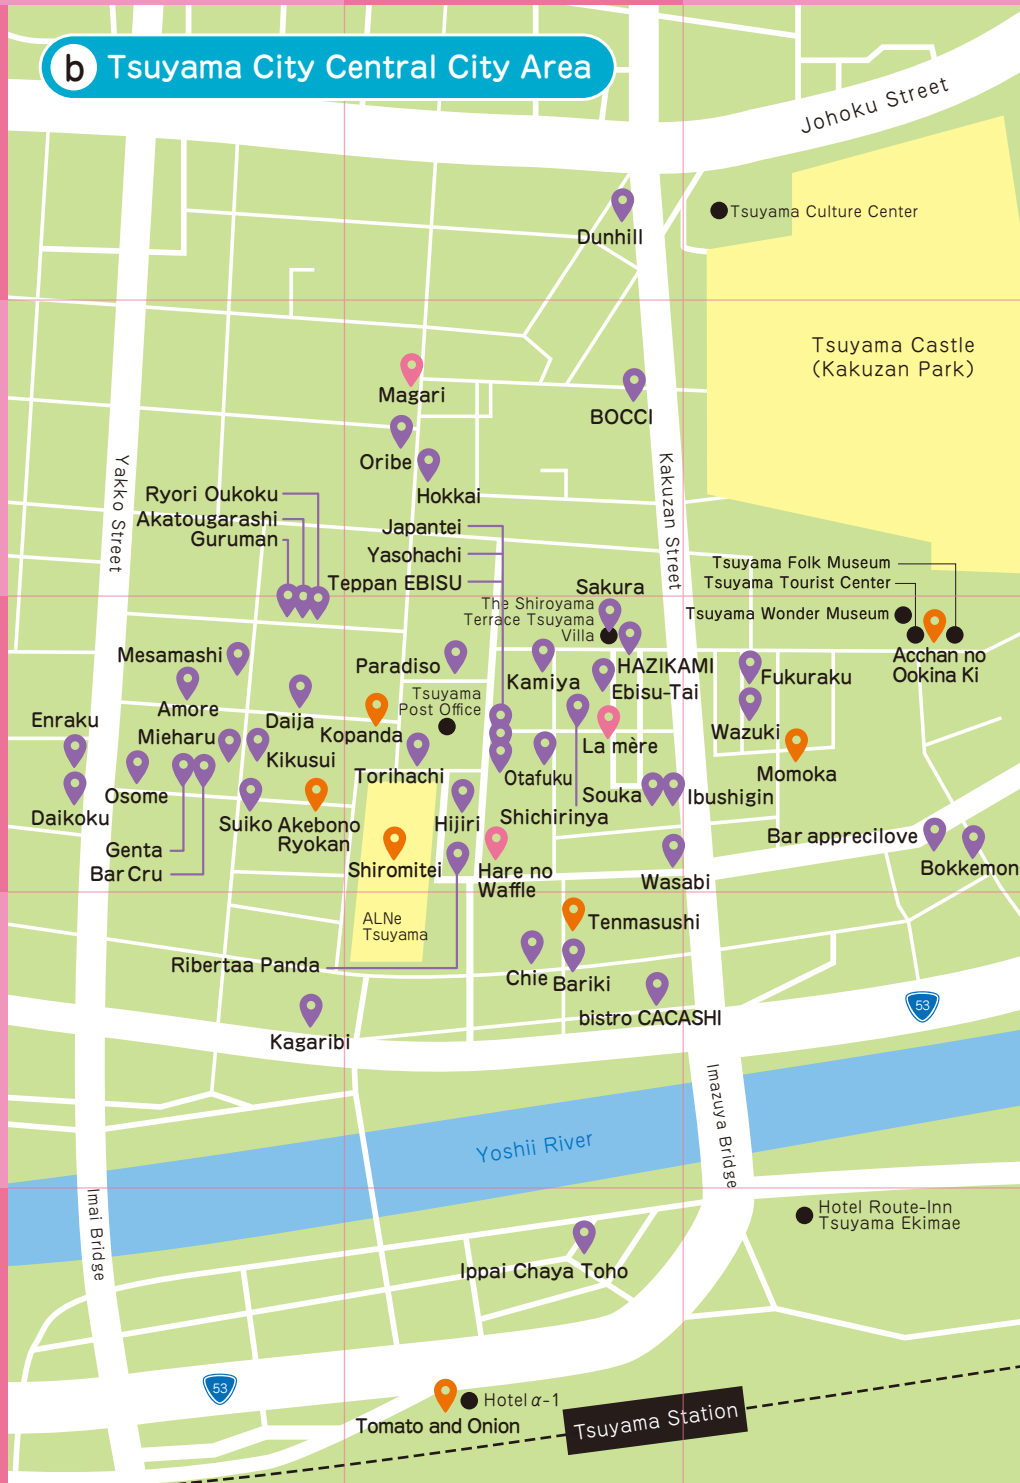 b Tsuyama City Central City Area
Johoku Street
Tsuyama Culture Center
Dunhill
Tsuyama Castle
(Kakuzan Park)
Magari
BOCCI
Oribe
Hokkai
Yakko Street
Kakuzan Street
Ryori Oukoku
Akatougarashi
Guruman
Japantei
Yasohachi
Teppan EBISU
Sakura
The Shiroyama
Terrace Tsuyama
Villa
Tsuyama Folk Museum
Tsuyama Tourist Center
Tsuyama Wonder Museum
Acchan no
Ookina Ki
Mesamashi
Paradiso
Kamiya
HAZIKAMI
Ebisu-Tai
Fukuraku
Amore
Daija
Tsuyama
Post Office
Kopanda
Enraku
Mieharu
Kikusui
Torihachi
Otafuku
La mère
Wazuki
Momoka
Osome
Daikoku
Suiko
Akebono
Ryokan
Hijiri
Shichirinya
Souka
Ibushigin
Bar apprecilove
Bokkemon
Genta
Bar Cru
Shiromitei
Hare no
Waffle
Wasabi
ALNe
Tsuyama
Tenmasushi
Ribertaa Panda
Chie
Bariki
bistro CACASHI
53
Kagaribi
Imazuya Bridge
Yoshii River
Imai Bridge
Hotel Route-Inn
Tsuyama Ekimae
Ippai Chaya Toho
53
Hotel α-1
Tomato and Onion
Tsuyama Station